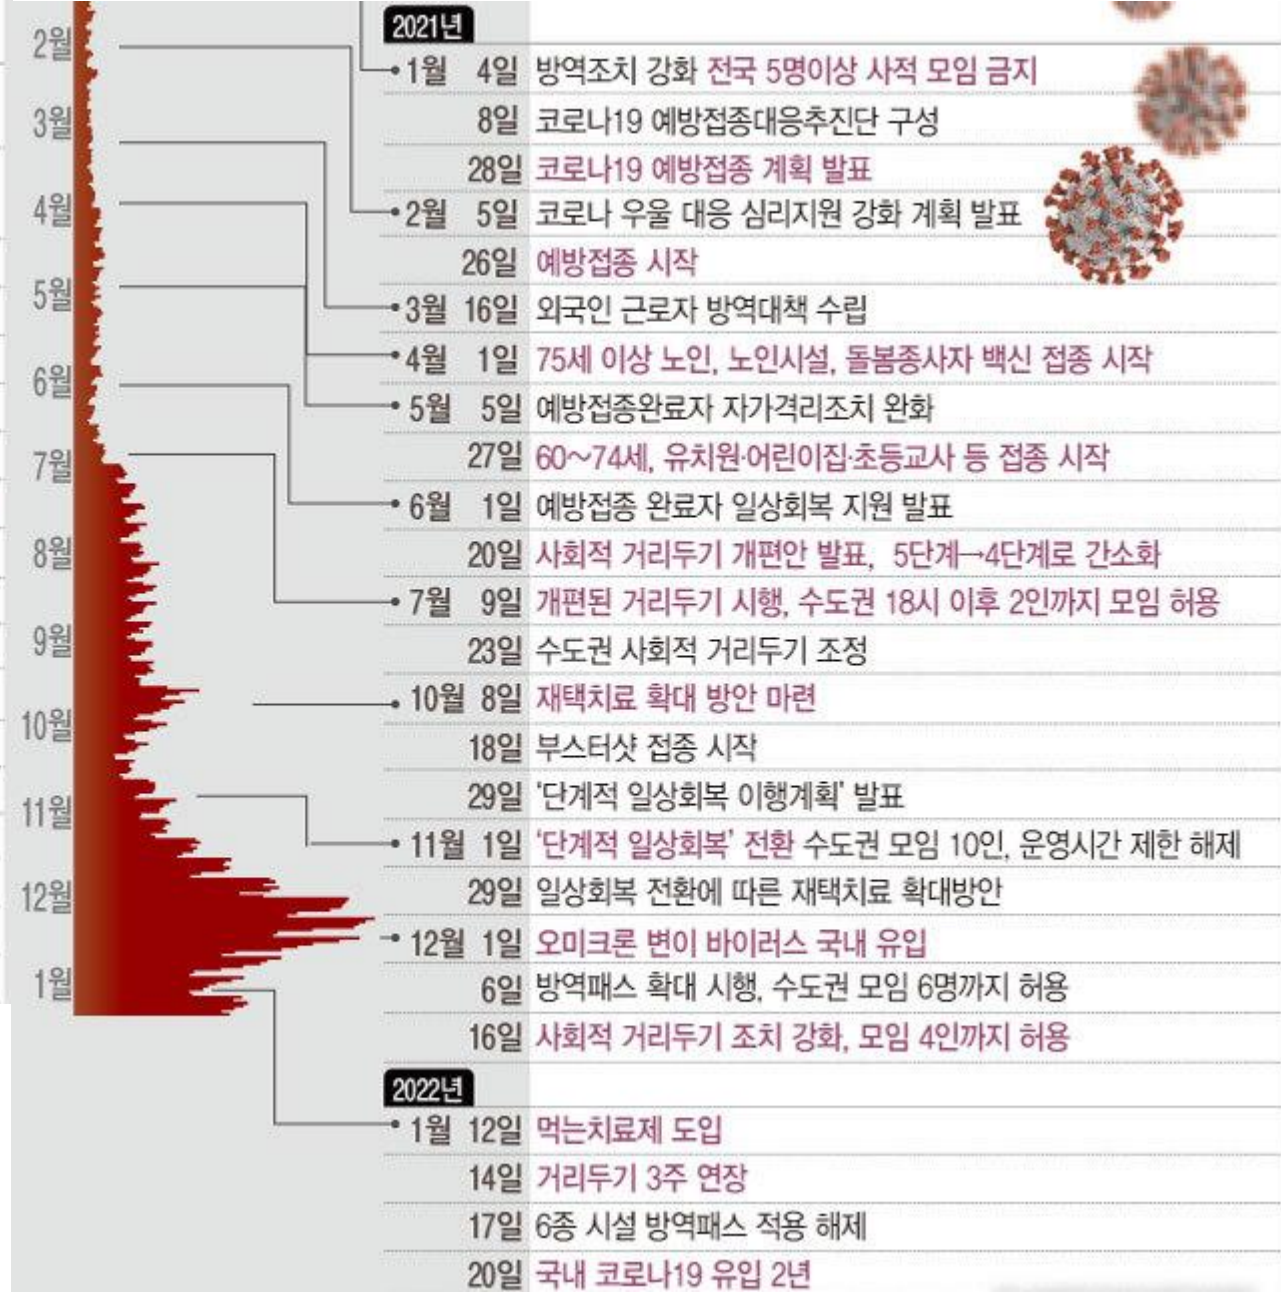 2월
3월
4월
5월
6월
7월
8월
9월
10월
11월
12월
1월
2021년
1월 4일 방역조치 강화 전국 5명이상 사적 모임 금지
8일 코로나19 예방접종대응추진단 구성
28일 코로나19 예방접종 계획 발표
2월 5일 코로나 우울 대응 심리지원 강화 계획 발표
26일 예방접종 시작
3월 16일 외국인 근로자 방역대책 수립
4월 1일 75세 이상 노인, 노인시설, 돌봄종사자 백신 접종 시작
5월 5일 예방접종완료자 자가격리조치 완화
27일 60~74세, 유치원·어린이집·초등교사 등 접종 시작
6월 1일 예방접종 완료자 일상회복 지원 발표
20일 사회적 거리두기 개편안 발표, 5단계→4단계로 간소화
7월 9일 개편된 거리두기 시행, 수도권 18시 이후 2인까지 모임 허용
23일 수도권 사회적 거리두기 조정
10월 8일 재택치료 확대 방안 마련
18일 부스터샷 접종 시작
29일 '단계적 일상회복 이행계획' 발표
11월 1일 '단계적 일상회복' 전환 수도권 모임 10인, 운영시간 제한 해제
29일 일상회복 전환에 따른 재택치료 확대방안
12월 1일 오미크론 변이 바이러스 국내 유입
6일 방역패스 확대 시행, 수도권 모임 6명까지 허용
16일 사회적 거리두기 조치 강화, 모임 4인까지 허용
2022년
1월 12일 먹는치료제 도입
14일 거리두기 3주 연장
17일 6종 시설 방역패스 적용 해제
20일 국내 코로나19 유입 2년